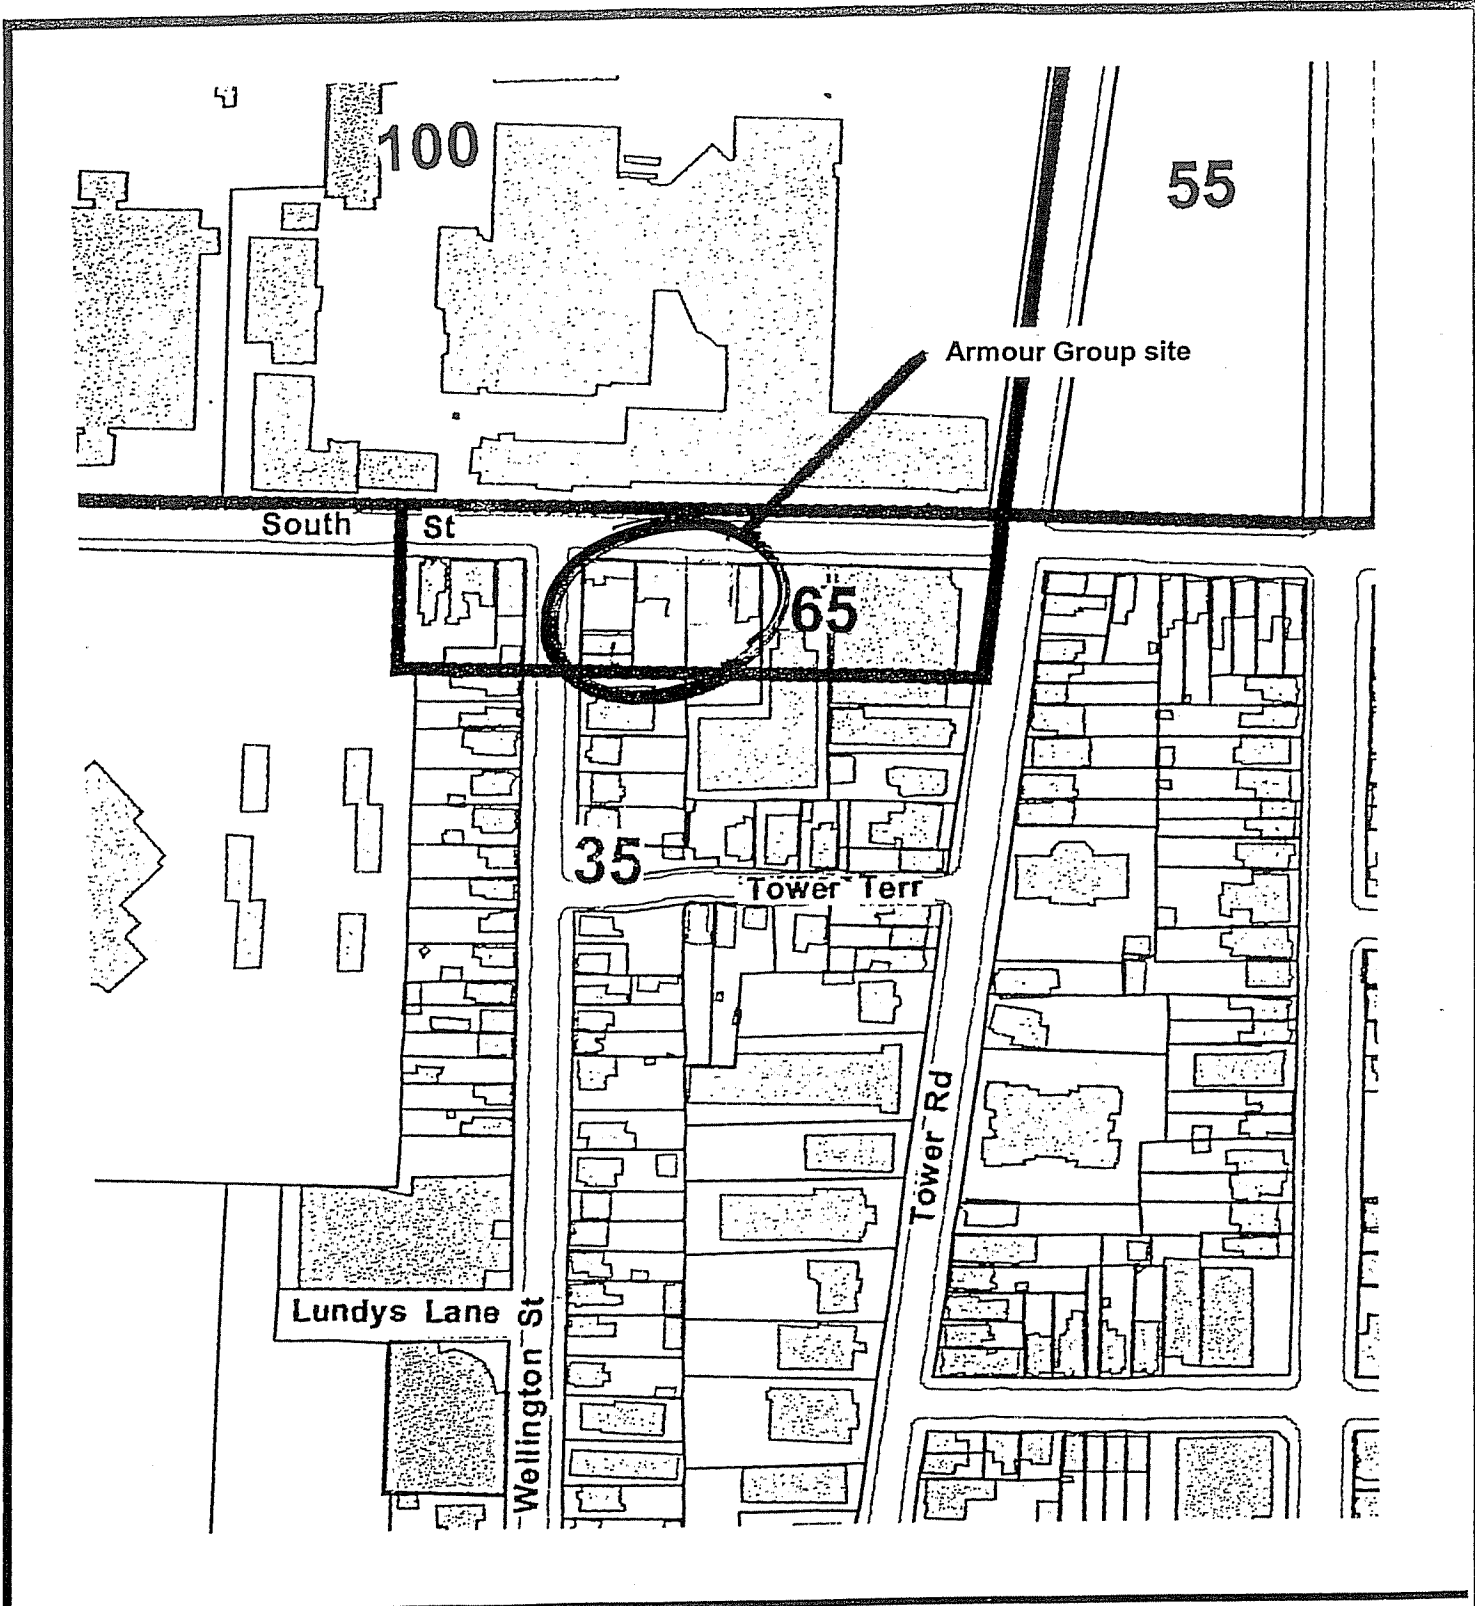 100
55
Armour Group site
South St
65
35
Tower Terr
Tower Rd
Lundys Lane
Wellington St